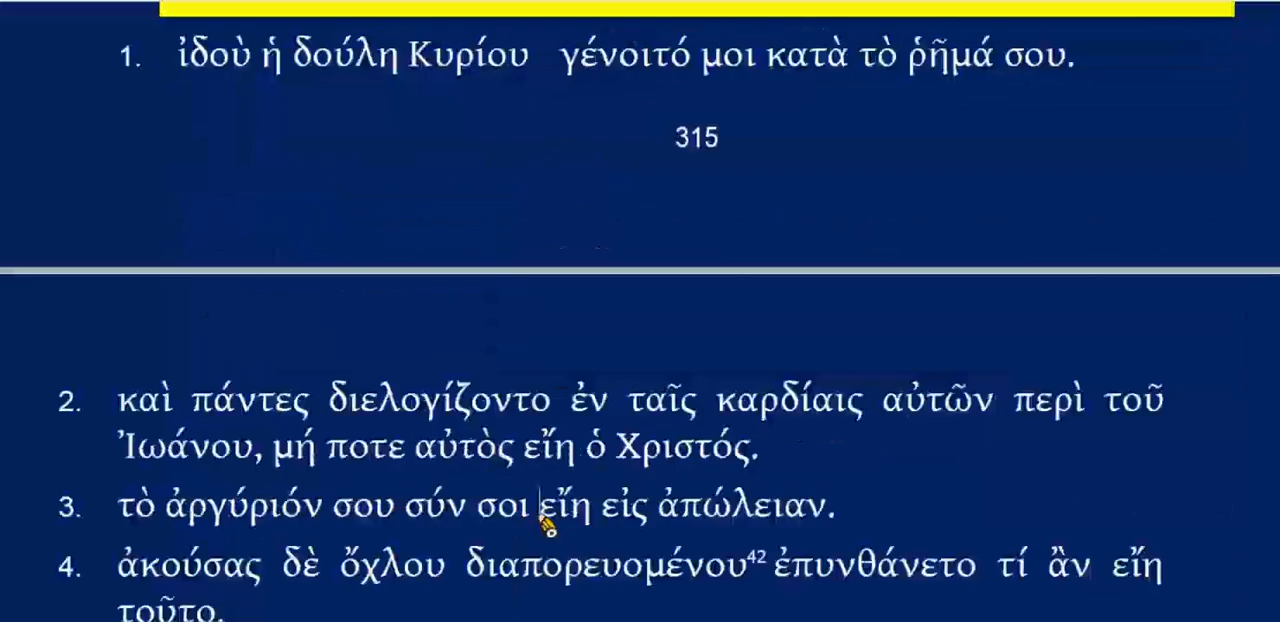 1. ἰδοὺ ἡ δούλη Κυρίου γένοιτό μοι κατὰ τὸ ῥῆμά σου.
315
2. καὶ πάντες διελογίζοντο ἐν ταῖς καρδίαις αὐτῶν περὶ τοῦ
Ἰωάνου, μή ποτε αὐτὸς εἴη ὁ Χριστός.
3. τὸ ἀργύριόν σου σύν σοι εἴη εἰς ἀπώλειαν.
4. ἀκούσας δὲ ὄχλου διαπορευομένου⁴² ἐπυνθάνετο τί ἂν εἴη
τοῦτο.